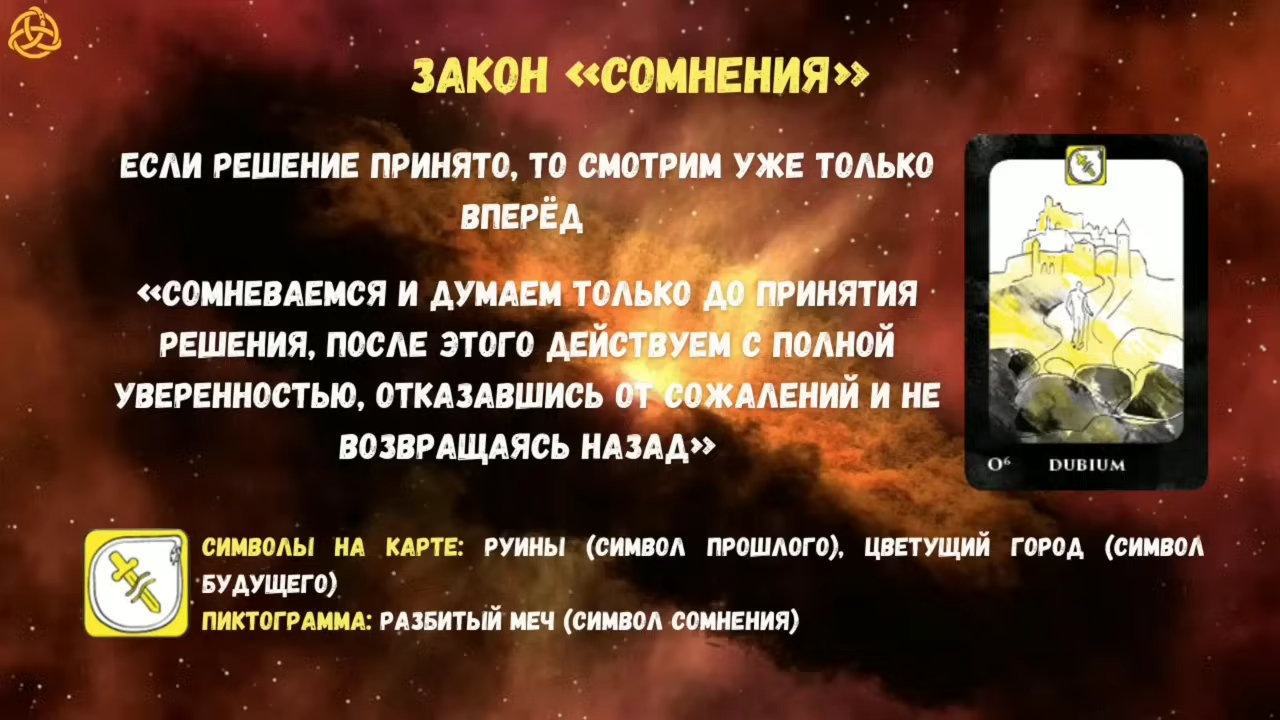 ЗАКОН «СОМНЕНИЯ»
ЕСЛИ РЕШЕНИЕ ПРИНЯТО, ТО СМОТРИМ УЖЕ ТОЛЬКО
ВПЕРЁД
«СОМНЕВАЕМСЯ И ДУМАЕМ ТОЛЬКО ДО ПРИНЯТИЯ
РЕШЕНИЯ, ПОСЛЕ ЭТОГО ДЕЙСТВУЕМ С ПОЛНОЙ
УВЕРЕННОСТЬЮ, ОТКАЗАВШИСЬ ОТ СОЖАЛЕНИЙ И НЕ
ВОЗВРАЩАЯСЬ НАЗАД»
O⁶ DUBIUM
СИМВОЛЫ НА КАРТЕ: РУИНЫ (СИМВОЛ ПРОШЛОГО), ЦВЕТУЩИЙ ГОРОД (СИМВОЛ
БУДУЩЕГО)
ПИКТОГРАММА: РАЗБИТЫЙ МЕЧ (СИМВОЛ СОМНЕНИЯ)